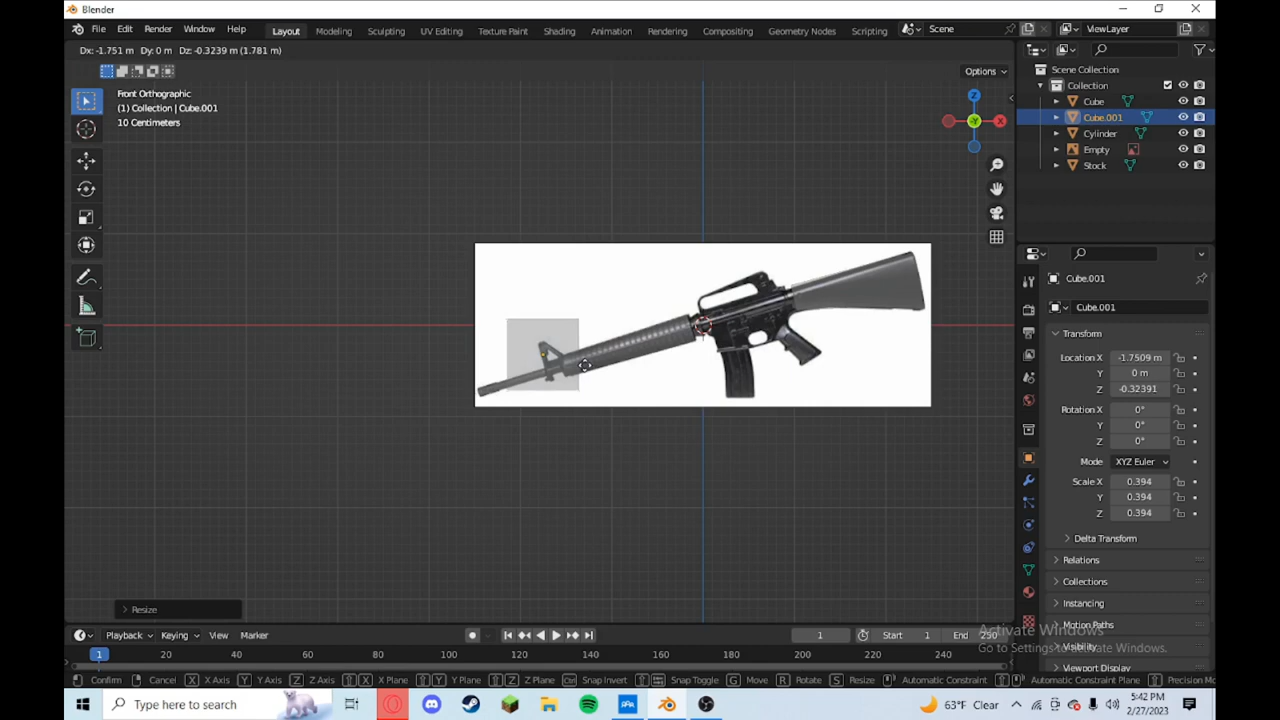 Blender
File Edit Render Window Help Layout Modeling Sculpting UV Editing Texture Paint Shading Animation Rendering Compositing Geometry Nodes Scripting Scene ViewLayer
Dx: -1.751 m Dy: 0 m Dz: -0.3239 m (1.781 m)
Options
Front Orthographic
(1) Collection | Cube.001
10 Centimeters
Z
-Y
X
Scene Collection
Collection
Cube
Cube.001
Cylinder
Empty
Stock
Cube.001
Cube.001
Transform
Location X -1.7509 m
Y 0 m
Z -0.32391
Rotation X 0°
Y 0°
Z 0°
Mode XYZ Euler
Scale X 0.394
Y 0.394
Z 0.394
Delta Transform
Relations
Collections
Instancing
Motion Paths
Visibility
Viewport Display
Resize
Playback Keying View Marker 1 Start 1 End 250
1 20 40 60 80 100 120 140 160 180 200 220 240
Activate Windows
Go to Settings to activate Windows.
Confirm Cancel X X Axis Y Y Axis Z Z Axis X X Plane Y Y Plane Z Z Plane Ctrl Snap Invert Snap Toggle G Move R Rotate S Resize Automatic Constraint Automatic Constraint Plane Precision Mo
Type here to search
63°F Clear
5:42 PM
2/27/2023